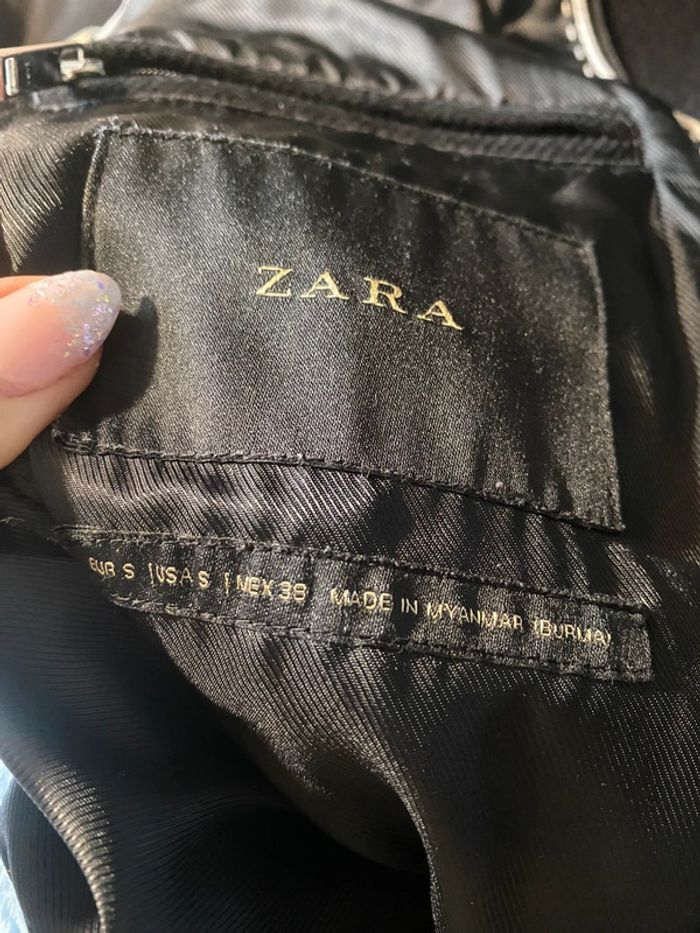 ZARA
EUR S | USA S | MEX 38 MADE IN MYANMAR (BURMA)